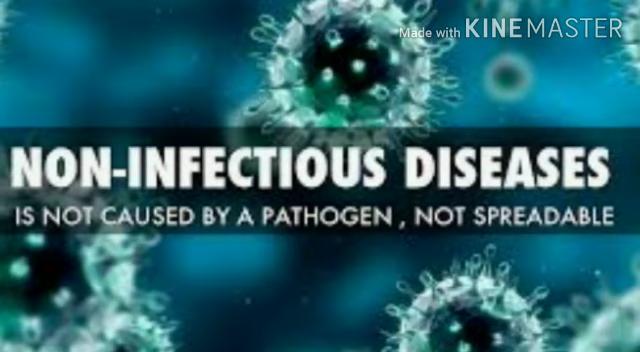 Made with KINEMASTER
NON-INFECTIOUS DISEASES
IS NOT CAUSED BY A PATHOGEN , NOT SPREADABLE